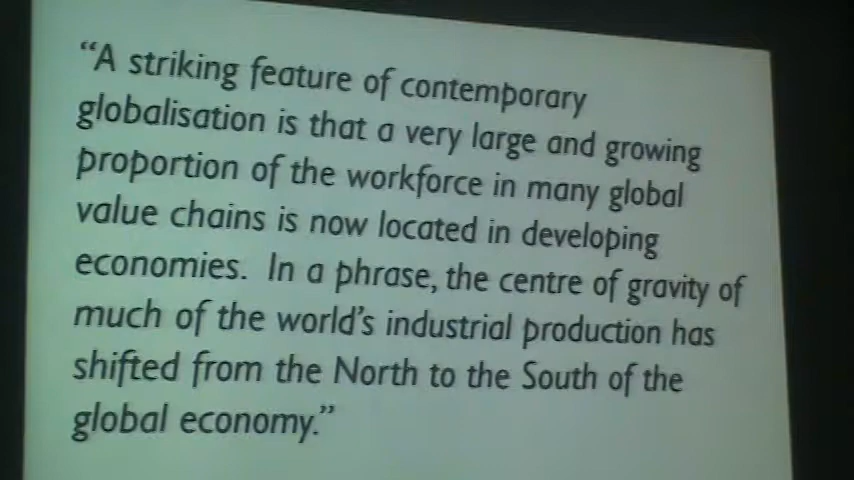 “A striking feature of contemporary
globalisation is that a very large and growing
proportion of the workforce in many global
value chains is now located in developing
economies.  In a phrase, the centre of gravity of
much of the world’s industrial production has
shifted from the North to the South of the
global economy.”